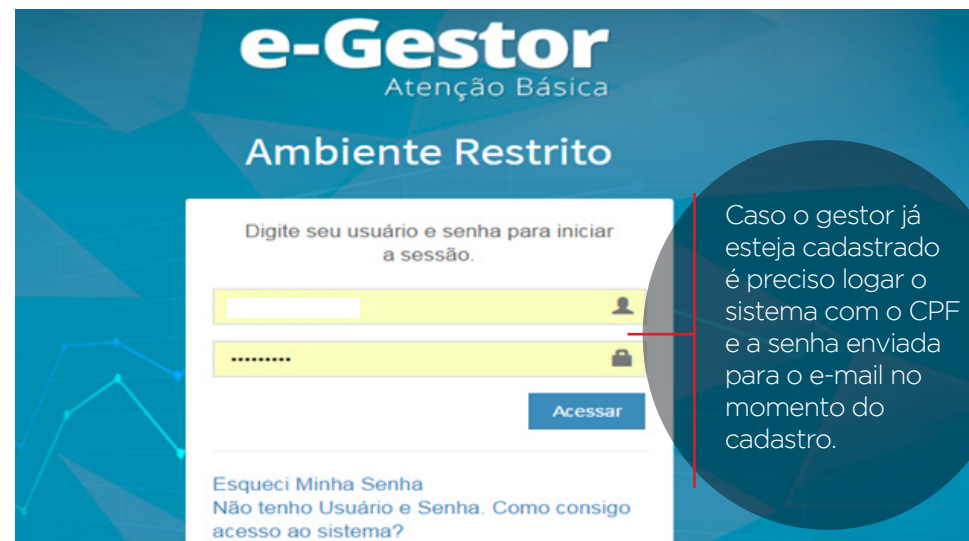 e-Gestor
Atenção Básica
Ambiente Restrito
Digite seu usuário e senha para iniciar
a sessão.
•••••••••
Acessar
Esqueci Minha Senha
Não tenho Usuário e Senha. Como consigo
acesso ao sistema?
Caso o gestor já
esteja cadastrado
é preciso logar o
sistema com o CPF
e a senha enviada
para o e-mail no
momento do
cadastro.